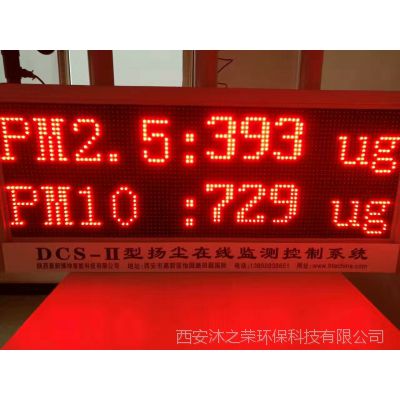 PM2.5:393 ug
PM10 :729 ug
DCS-II型扬尘在线监测控制系统
西安沐之荣环保科技有限公司